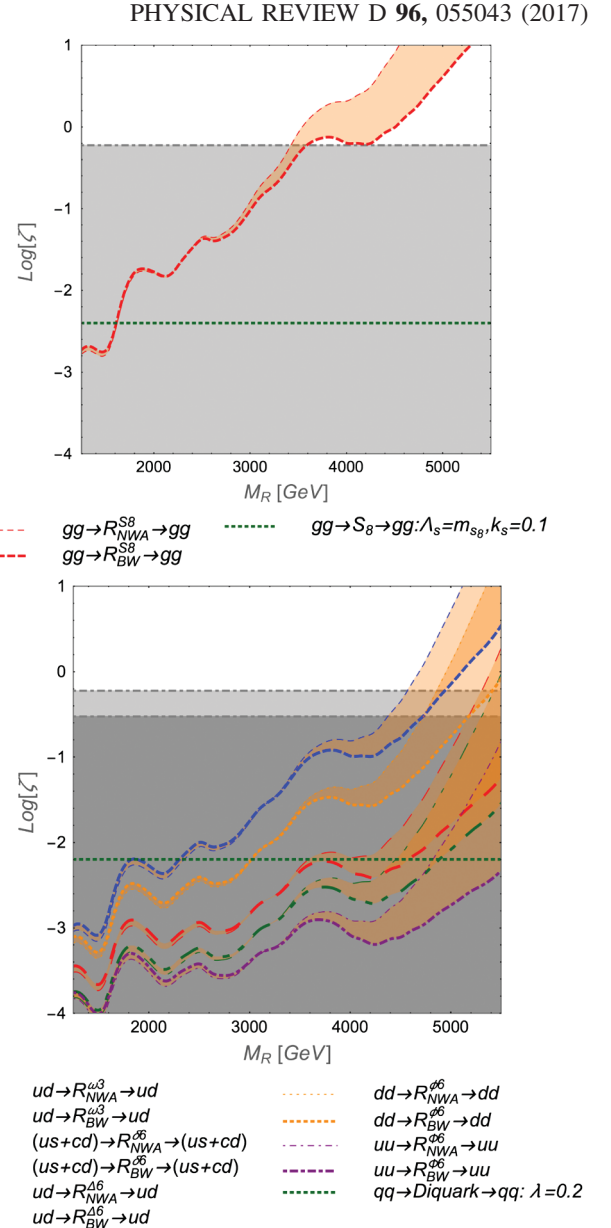 PHYSICAL REVIEW D 96, 055043 (2017)
1
0
−1
−2
−3
−4
Log[ζ]
2000 3000 4000 5000
M_R [GeV]
gg→R^{S8}_{NWA}→gg gg→S_8→gg:Λ_s=m_{s_8},k_s=0.1
gg→R^{S8}_{BW}→gg
1
0
−1
−2
−3
−4
Log[ζ]
2000 3000 4000 5000
M_R [GeV]
ud→R^{ω3}_{NWA}→ud dd→R^{ϕ6}_{NWA}→dd
ud→R^{ω3}_{BW}→ud dd→R^{ϕ6}_{BW}→dd
(us+cd)→R^{δ6}_{NWA}→(us+cd) uu→R^{ϕ6}_{NWA}→uu
(us+cd)→R^{δ6}_{BW}→(us+cd) uu→R^{ϕ6}_{BW}→uu
ud→R^{Δ6}_{NWA}→ud qq→Diquark→qq: λ=0.2
ud→R^{Δ6}_{BW}→ud